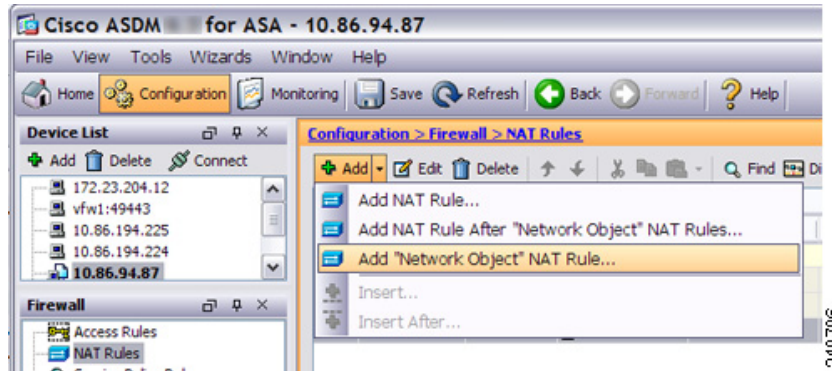 Cisco ASDM for ASA - 10.86.94.87
File View Tools Wizards Window Help
Home Configuration Monitoring Save Refresh Back Forward Help
Device List
Add Delete Connect
172.23.204.12
vfw1:49443
10.86.194.225
10.86.194.224
10.86.94.87
Firewall
Access Rules
NAT Rules
Configuration > Firewall > NAT Rules
Add Edit Delete Find Di
Add NAT Rule...
Add NAT Rule After "Network Object" NAT Rules...
Add "Network Object" NAT Rule...
Insert...
Insert After...